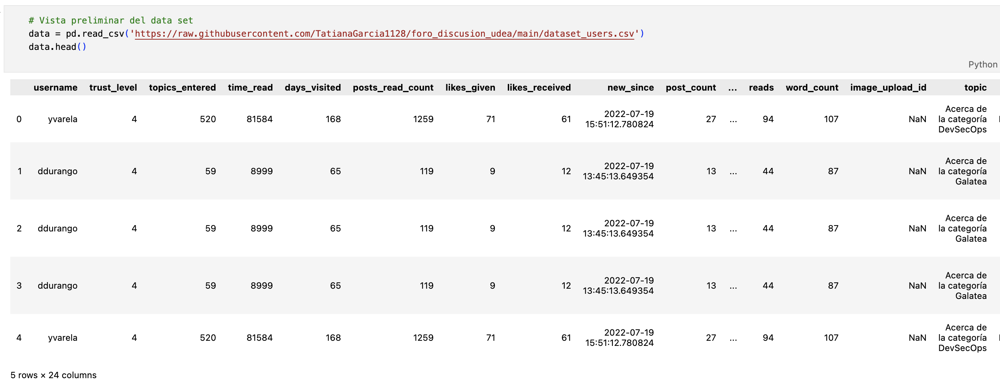 # Vista preliminar del data set
data = pd.read_csv('https://raw.githubusercontent.com/TatianaGarcia1128/foro_discusion_udea/main/dataset_users.csv')
data.head()
Python
username trust_level topics_entered time_read days_visited posts_read_count likes_given likes_received new_since post_count ... reads word_count image_upload_id topic
0 yvarela 4 520 81584 168 1259 71 61 2022-07-19 15:51:12.780824 27 ... 94 107 NaN Acerca de la categoría DevSecOps
1 ddurango 4 59 8999 65 119 9 12 2022-07-19 13:45:13.649354 13 ... 44 87 NaN Acerca de la categoría Galatea
2 ddurango 4 59 8999 65 119 9 12 2022-07-19 13:45:13.649354 13 ... 44 87 NaN Acerca de la categoría Galatea
3 ddurango 4 59 8999 65 119 9 12 2022-07-19 13:45:13.649354 13 ... 44 87 NaN Acerca de la categoría Galatea
4 yvarela 4 520 81584 168 1259 71 61 2022-07-19 15:51:12.780824 27 ... 94 107 NaN Acerca de la categoría DevSecOps
5 rows × 24 columns